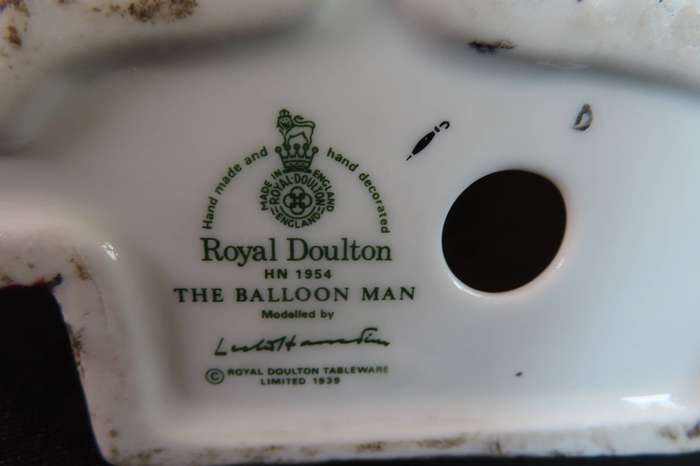 Hand made and hand decorated
MADE IN ENGLAND
ROYAL·DOULTON
ENGLAND
Royal Doulton
HN 1954
THE BALLOON MAN
Modelled by
© ROYAL DOULTON TABLEWARE
LIMITED 1939
D